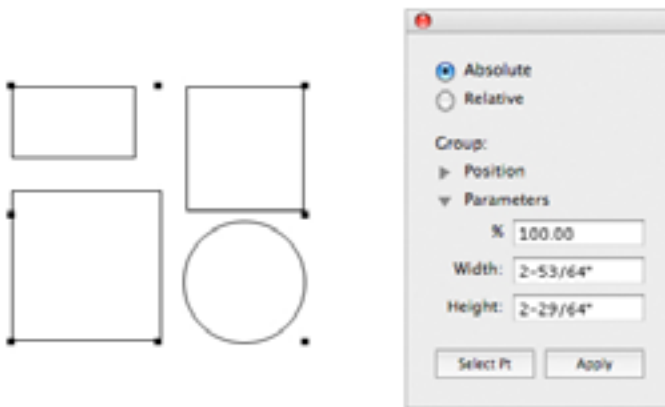 Absolute
Relative
Group:
Position
Parameters
% 100.00
Width: 2-53/64"
Height: 2-29/64"
Select Pt Apply